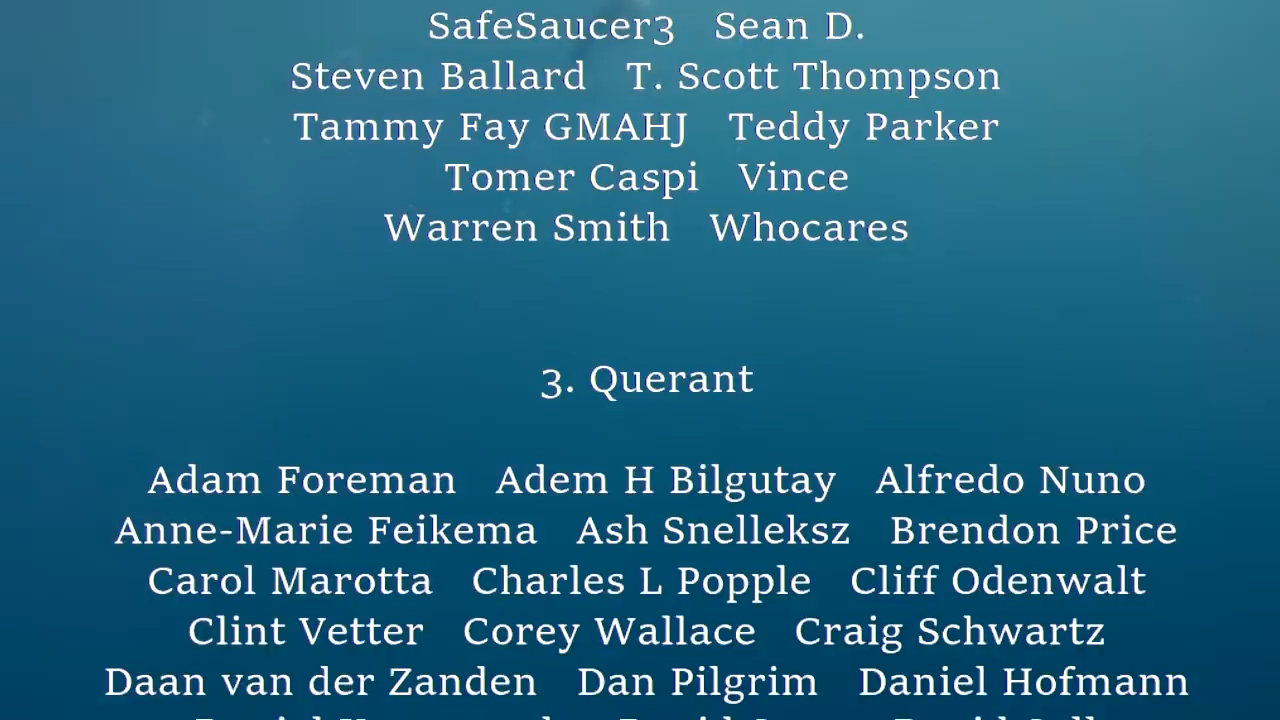 SafeSaucer3 Sean D.
Steven Ballard T. Scott Thompson
Tammy Fay GMAHJ Teddy Parker
Tomer Caspi Vince
Warren Smith Whocares
3. Querant
Adam Foreman Adem H Bilgutay Alfredo Nuno
Anne-Marie Feikema Ash Snelleksz Brendon Price
Carol Marotta Charles L Popple Cliff Odenwalt
Clint Vetter Corey Wallace Craig Schwartz
Daan van der Zanden Dan Pilgrim Daniel Hofmann